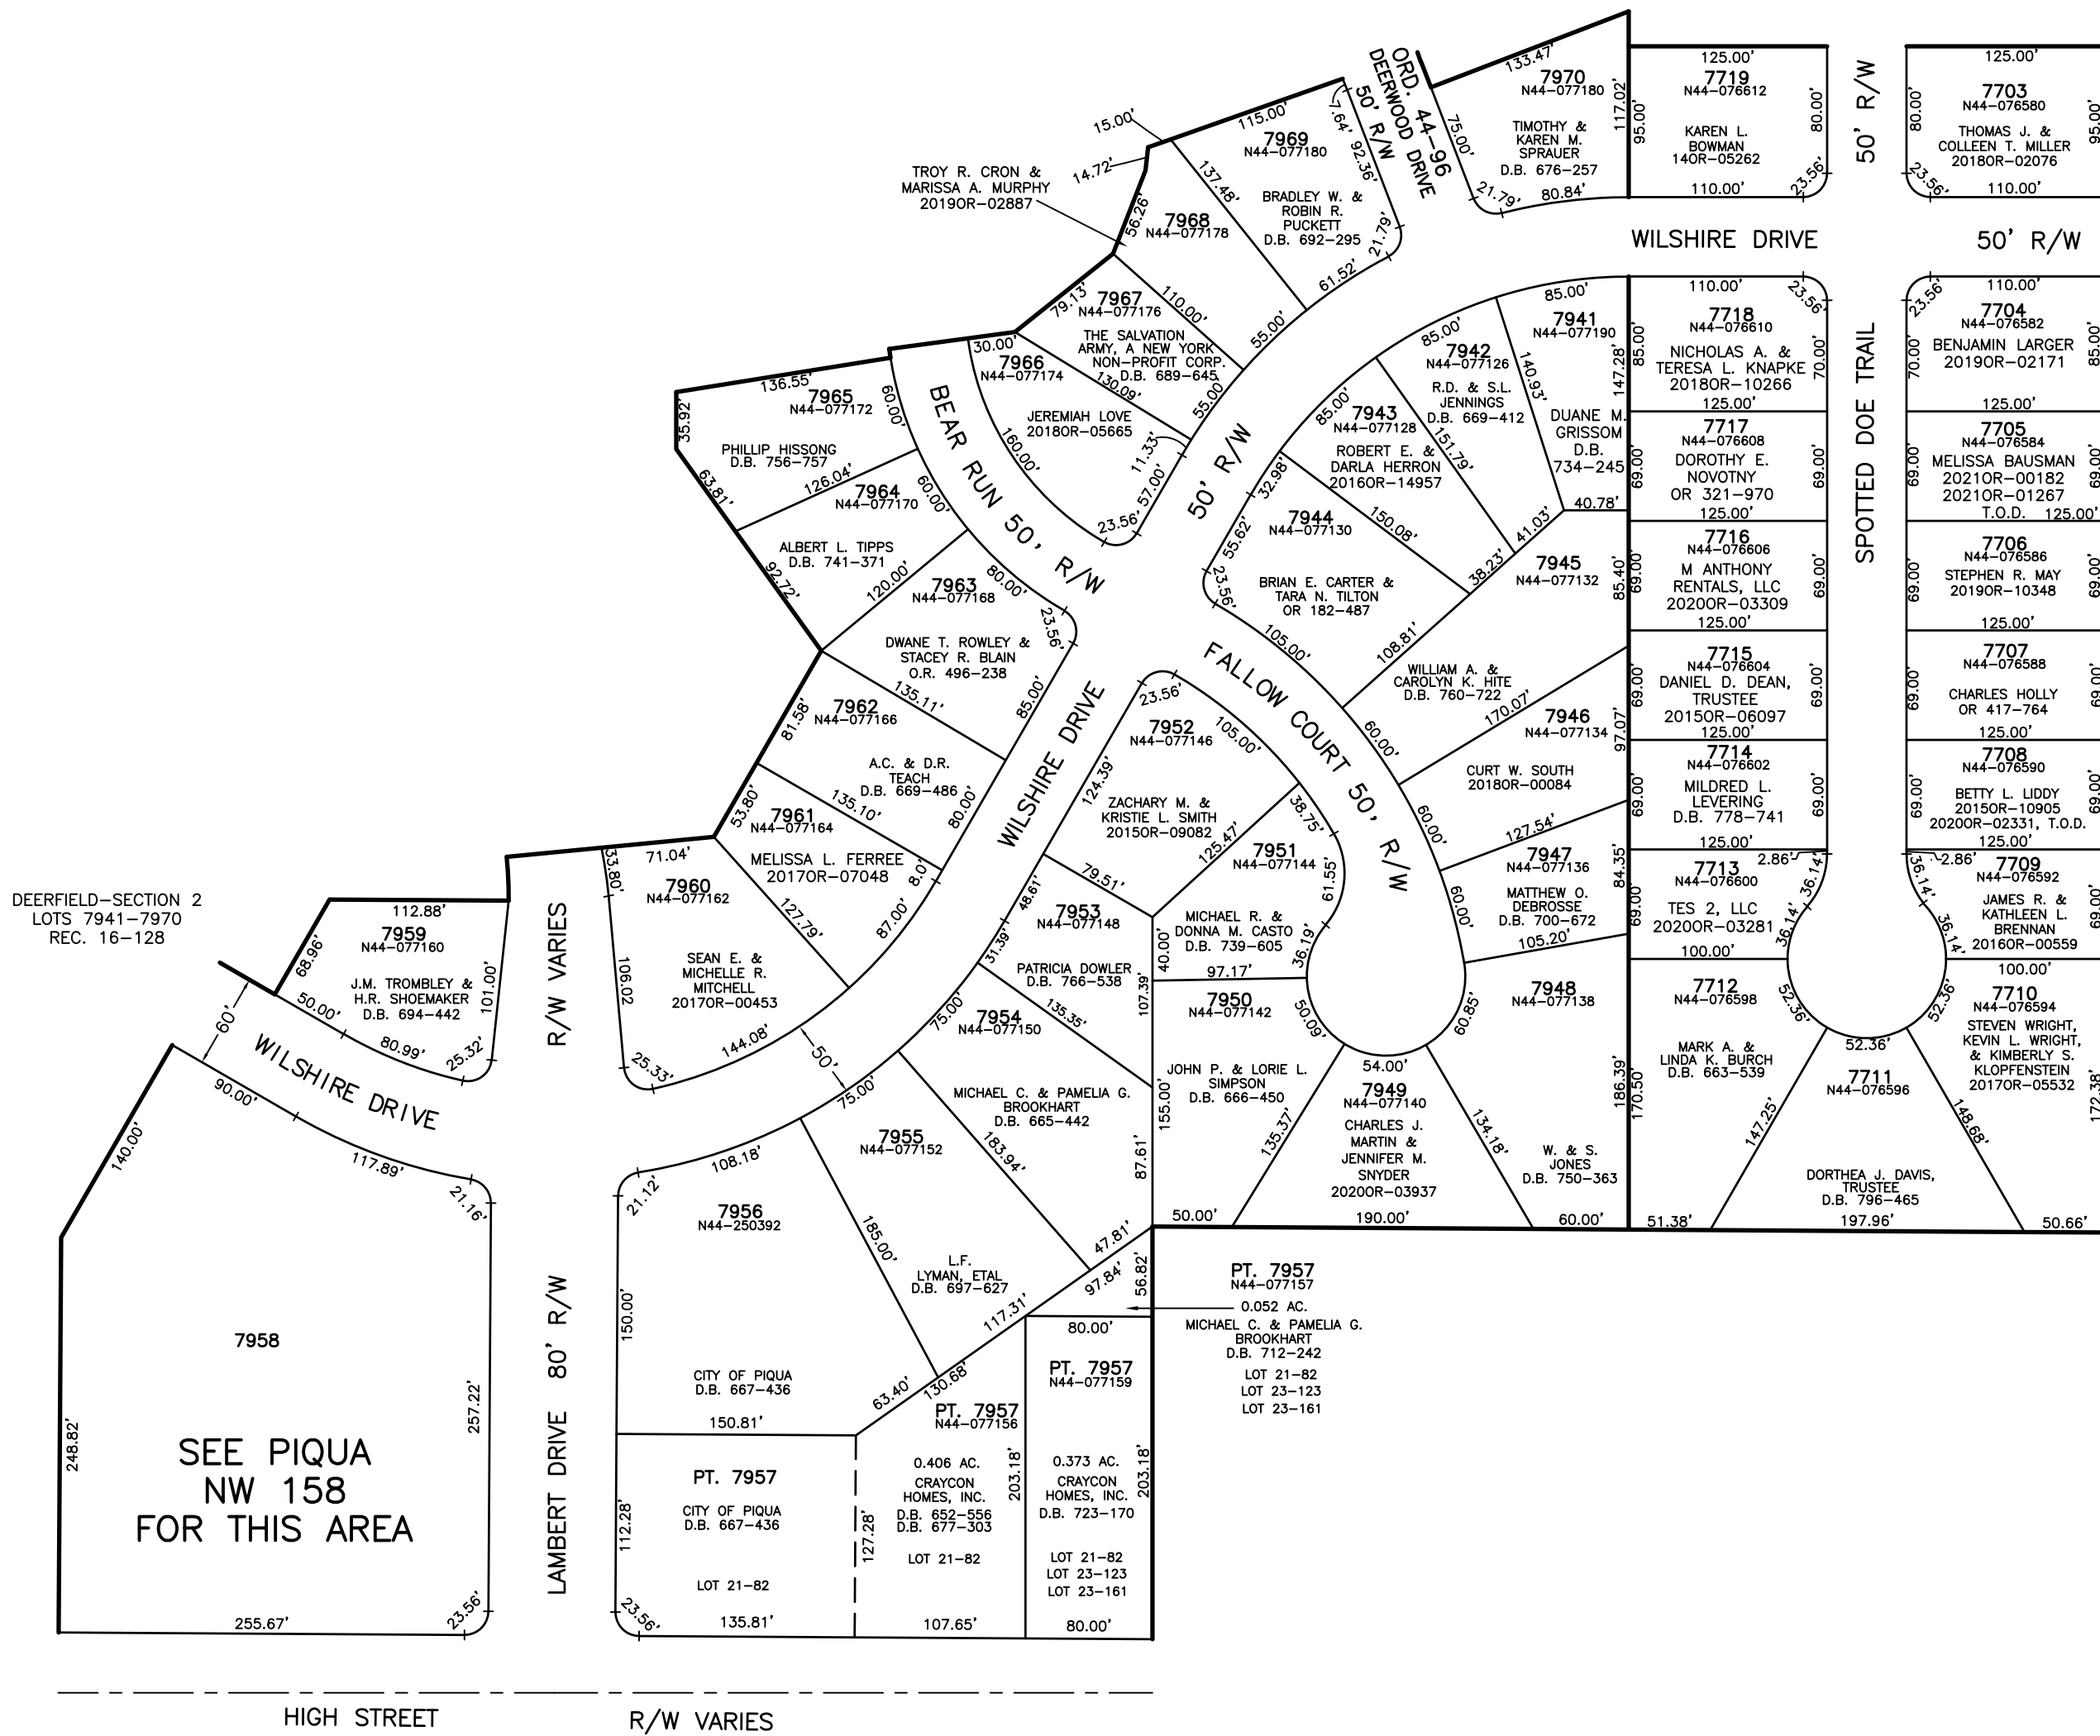 ORD. 44-96
DEERWOOD DRIVE
50' R/W
133.47'
7970
N44-077180
TIMOTHY &
KAREN M.
SPRAUER
D.B. 676-257
117.02'
75.00'
21.79'
80.84'
125.00'
7719
N44-076612
KAREN L.
BOWMAN
14OR-05262
95.00'
80.00'
110.00'
23.56'
50' R/W
125.00'
7703
N44-076580
THOMAS J. &
COLLEEN T. MILLER
2018OR-02076
80.00'
95.00'
23.56'
110.00'
15.00'
14.72'
115.00'
7969
N44-077180
BRADLEY W. &
ROBIN R.
PUCKETT
D.B. 692-295
7.64'
92.36'
21.79'
61.52'
137.48'
TROY R. CRON &
MARISSA A. MURPHY
2019OR-02887
56.26'
7968
N44-077178
110.00'
55.00'
WILSHIRE DRIVE
50' R/W
79.13'
7967
N44-077176
THE SALVATION
ARMY, A NEW YORK
NON-PROFIT CORP.
D.B. 689-645
130.09'
55.00'
30.00'
7966
N44-077174
JEREMIAH LOVE
2018OR-05665
160.00'
11.33'
57.00'
23.56'
50' R/W
85.00'
7941
N44-077190
147.28'
DUANE M.
GRISSOM
D.B.
734-245
40.78'
140.93'
85.00'
7942
N44-077126
R.D. & S.L.
JENNINGS
D.B. 669-412
151.79'
41.03'
85.00'
7943
N44-077128
ROBERT E. &
DARLA HERRON
2016OR-14957
150.08'
38.23'
32.98'
55.62'
23.56'
7944
N44-077130
BRIAN E. CARTER &
TARA N. TILTON
OR 182-487
105.00'
108.81'
7945
N44-077132
85.40'
WILLIAM A. &
CAROLYN K. HITE
D.B. 760-722
60.00'
170.07'
7946
N44-077134
97.07'
CURT W. SOUTH
2018OR-00084
60.00'
127.54'
7947
N44-077136
84.35'
MATTHEW O.
DEBROSSE
D.B. 700-672
60.00'
105.20'
7948
N44-077138
60.85'
186.39'
W. & S.
JONES
D.B. 750-363
134.18'
60.00'
54.00'
7949
N44-077140
CHARLES J.
MARTIN &
JENNIFER M.
SNYDER
2020OR-03937
190.00'
135.37'
97.17'
7950
N44-077142
50.09'
JOHN P. & LORIE L.
SIMPSON
D.B. 666-450
155.00'
50.00'
38.75'
7951
N44-077144
61.55'
36.19'
MICHAEL R. &
DONNA M. CASTO
D.B. 739-605
40.00'
125.47'
FALLOW COURT 50' R/W
23.56'
7952
N44-077146
105.00'
124.39'
ZACHARY M. &
KRISTIE L. SMITH
2015OR-09082
79.51'
48.61'
7953
N44-077148
31.39'
PATRICIA DOWLER
D.B. 766-538
107.39'
135.35'
75.00'
7954
N44-077150
MICHAEL C. & PAMELIA G.
BROOKHART
D.B. 665-442
87.61'
183.94'
47.81'
75.00'
7955
N44-077152
L.F.
LYMAN, ETAL
D.B. 697-627
185.00'
117.31'
108.18'
21.12'
7956
N44-250392
150.00'
CITY OF PIQUA
D.B. 667-436
150.81'
63.40'
136.55'
7965
N44-077172
35.92'
PHILLIP HISSONG
D.B. 756-757
63.81'
126.04'
60.00'
BEAR RUN 50' R/W
7964
N44-077170
ALBERT L. TIPPS
D.B. 741-371
92.72'
120.00'
60.00'
80.00'
7963
N44-077168
23.56'
DWANE T. ROWLEY &
STACEY R. BLAIN
O.R. 496-238
135.11'
85.00'
81.58'
7962
N44-077166
A.C. & D.R.
TEACH
D.B. 669-486
135.10'
80.00'
WILSHIRE DRIVE
53.80'
7961
N44-077164
MELISSA L. FERREE
2017OR-07048
8.0'
87.00'
127.79'
33.80'
71.04'
7960
N44-077162
106.02
SEAN E. &
MICHELLE R.
MITCHELL
2017OR-00453
25.33'
144.08'
50'
R/W VARIES
DEERFIELD-SECTION 2
LOTS 7941-7970
REC. 16-128
112.88'
7959
N44-077160
68.96'
J.M. TROMBLEY &
H.R. SHOEMAKER
D.B. 694-442
101.00'
50.00'
80.99'
25.32'
60'
WILSHIRE DRIVE
90.00'
117.89'
21.16'
140.00'
7958
257.22'
248.82'
SEE PIQUA
NW 158
FOR THIS AREA
255.67'
23.56'
LAMBERT DRIVE 80' R/W
PT. 7957
CITY OF PIQUA
D.B. 667-436
112.28'
LOT 21-82
23.56'
135.81'
127.28'
130.68'
PT. 7957
N44-077156
0.406 AC.
CRAYCON
HOMES, INC.
D.B. 652-556
D.B. 677-303
LOT 21-82
203.18'
107.65'
80.00'
PT. 7957
N44-077159
0.373 AC.
CRAYCON
HOMES, INC.
D.B. 723-170
203.18'
LOT 21-82
LOT 23-123
LOT 23-161
80.00'
97.84'
56.82'
PT. 7957
N44-077157
0.052 AC.
MICHAEL C. & PAMELIA G.
BROOKHART
D.B. 712-242
LOT 21-82
LOT 23-123
LOT 23-161
SPOTTED DOE TRAIL
110.00'
23.56'
7718
N44-076610
85.00'
NICHOLAS A. &
TERESA L. KNAPKE
2018OR-10266
70.00'
125.00'
7717
N44-076608
DOROTHY E.
NOVOTNY
OR 321-970
69.00'
69.00'
125.00'
7716
N44-076606
M ANTHONY
RENTALS, LLC
2020OR-03309
69.00'
69.00'
125.00'
7715
N44-076604
DANIEL D. DEAN,
TRUSTEE
2015OR-06097
69.00'
69.00'
125.00'
7714
N44-076602
MILDRED L.
LEVERING
D.B. 778-741
69.00'
69.00'
125.00'
2.86'
7713
N44-076600
TES 2, LLC
2020OR-03281
69.00'
36.14'
36.14'
100.00'
7712
N44-076598
52.36'
MARK A. &
LINDA K. BURCH
D.B. 663-539
170.50'
51.38'
147.25'
52.36'
7711
N44-076596
DORTHEA J. DAVIS,
TRUSTEE
D.B. 796-465
197.96'
148.68'
23.56'
110.00'
7704
N44-076582
BENJAMIN LARGER
2019OR-02171
70.00'
85.00'
125.00'
7705
N44-076584
MELISSA BAUSMAN
2021OR-00182
2021OR-01267
T.O.D. 125.00'
69.00'
69.00'
7706
N44-076586
STEPHEN R. MAY
2019OR-10348
69.00'
69.00'
125.00'
7707
N44-076588
CHARLES HOLLY
OR 417-764
69.00'
69.00'
125.00'
7708
N44-076590
BETTY L. LIDDY
2015OR-10905
2020OR-02331, T.O.D.
69.00'
69.00'
125.00'
2.86'
7709
N44-076592
JAMES R. &
KATHLEEN L.
BRENNAN
2016OR-00559
36.14'
36.14'
69.00'
100.00'
7710
N44-076594
52.36'
STEVEN WRIGHT,
KEVIN L. WRIGHT,
& KIMBERLY S.
KLOPFENSTEIN
2017OR-05532
172.38'
50.66'
HIGH STREET
R/W VARIES